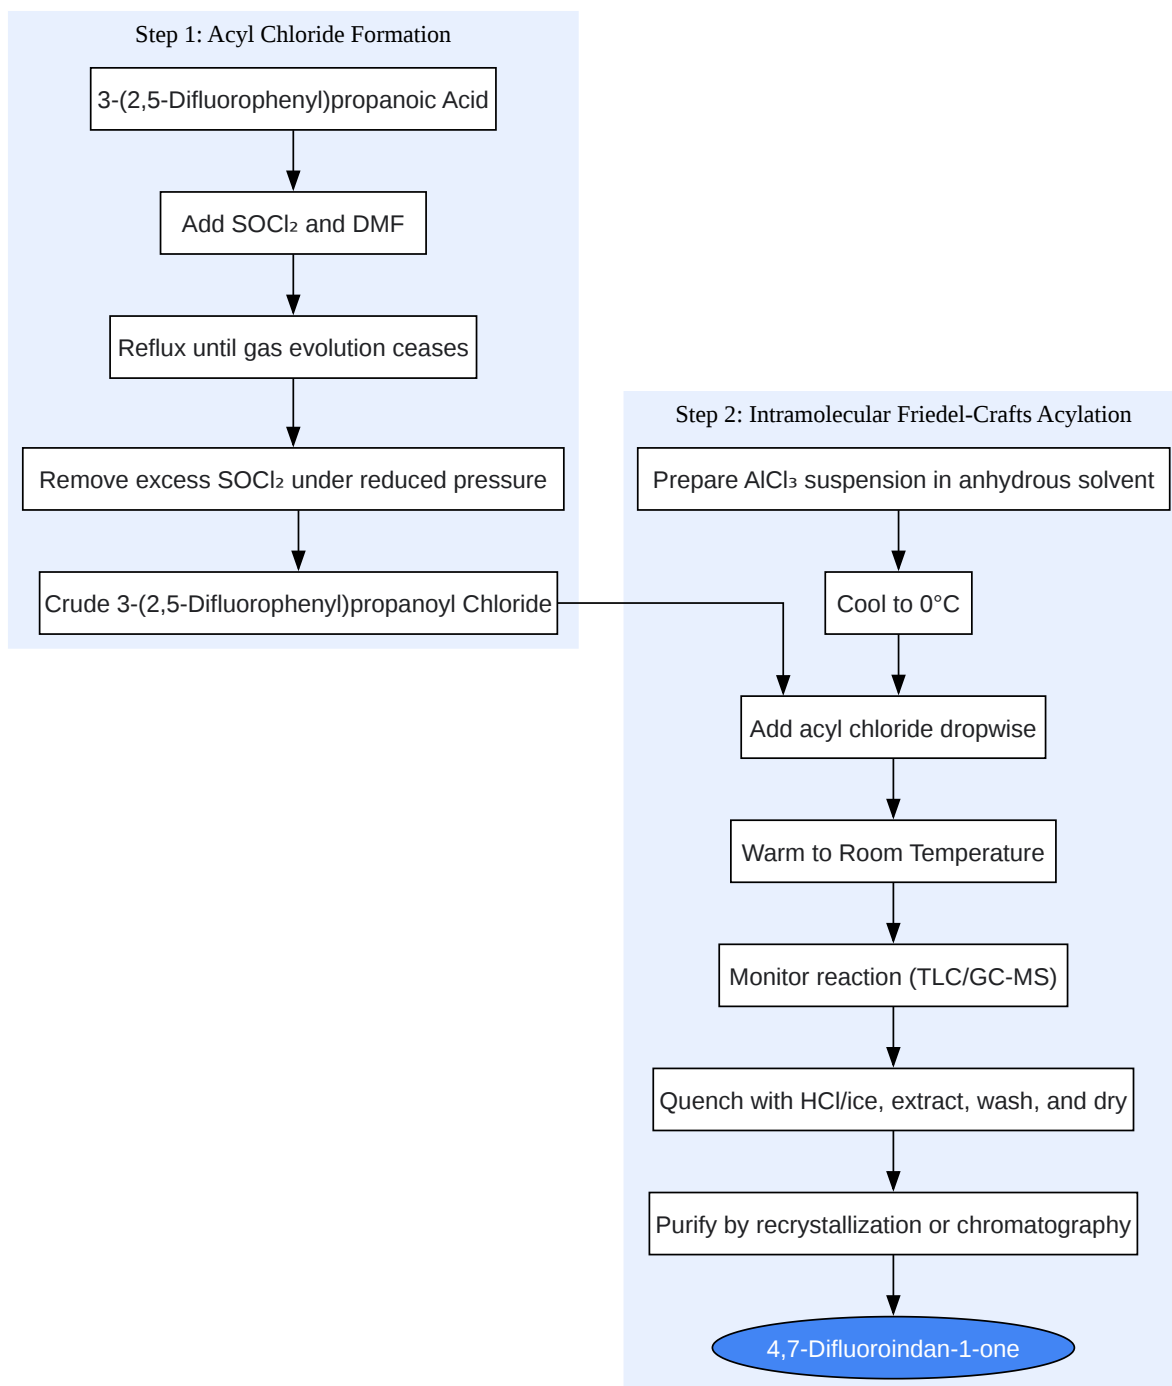 Step 1: Acyl Chloride Formation
3-(2,5-Difluorophenyl)propanoic Acid
Add SOCl₂ and DMF
Reflux until gas evolution ceases
Remove excess SOCl₂ under reduced pressure
Crude 3-(2,5-Difluorophenyl)propanoyl Chloride
Step 2: Intramolecular Friedel-Crafts Acylation
Prepare AlCl₃ suspension in anhydrous solvent
Cool to 0°C
Add acyl chloride dropwise
Warm to Room Temperature
Monitor reaction (TLC/GC-MS)
Quench with HCl/ice, extract, wash, and dry
Purify by recrystallization or chromatography
4,7-Difluoroindan-1-one